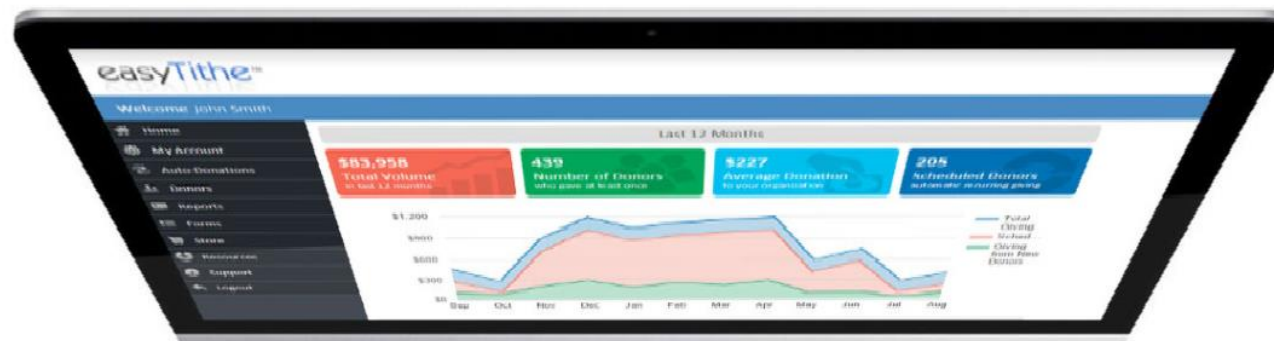 easyTithe™
Welcome John Smith
Home
My Account
Auto-Donations
Donors
Reports
Forms
Store
Resources
Support
Logout
Last 12 Months
$83,958
Total Volume
in last 12 months
439
Number of Donors
who gave at least once
$227
Average Donation
to your organization
205
Scheduled Donors
automatic recurring giving
$1,200
$900
$600
$300
$0
Sep Oct Nov Dec Jan Feb Mar Apr May Jun Jul Aug
Total
Giving
Sched
Giving
from New
Donors